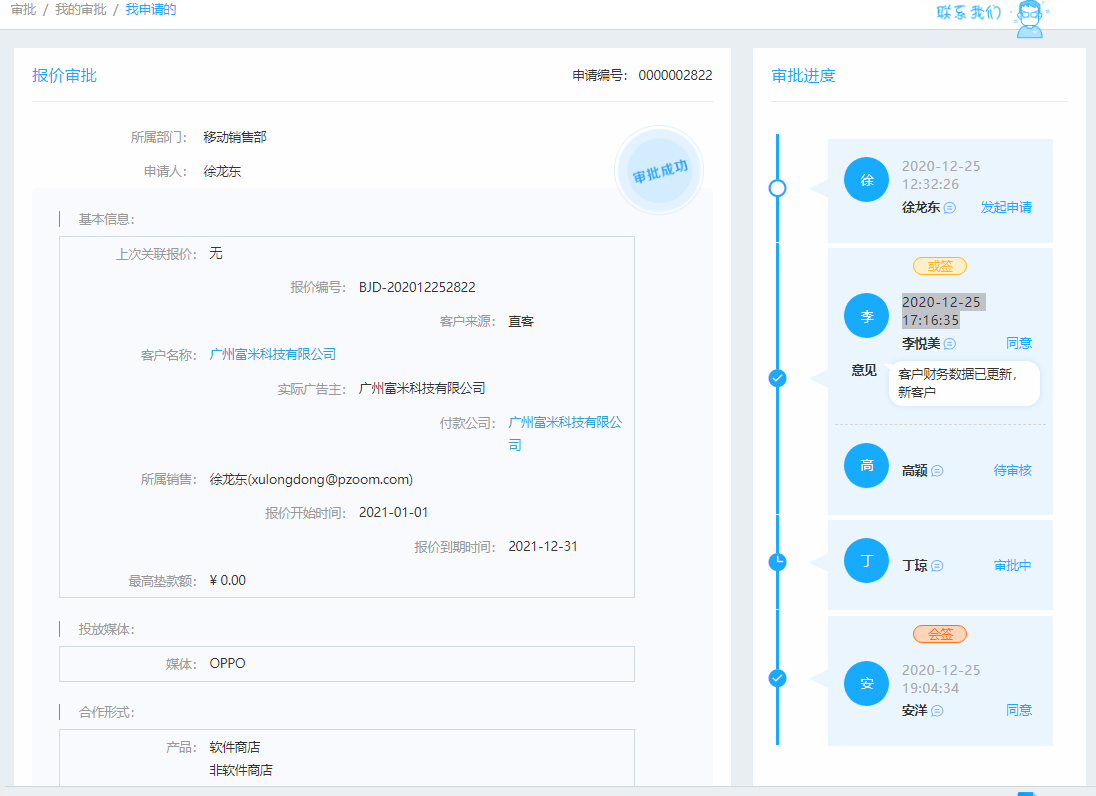 审批 / 我的审批 / 我申请的
联系我们
报价审批
申请编号： 0000002822
所属部门： 移动销售部
申请人： 徐龙东
审批成功
基本信息：
上次关联报价： 无
报价编号： BJD-202012252822
客户来源： 直客
客户名称： 广州富米科技有限公司
实际广告主： 广州富米科技有限公司
付款公司： 广州富米科技有限公
司
所属销售： 徐龙东(xulongdong@pzoom.com)
报价开始时间： 2021-01-01
报价到期时间： 2021-12-31
最高垫款额： ¥ 0.00
投放媒体：
媒体： OPPO
合作形式：
产品： 软件商店
非软件商店
审批进度
徐
2020-12-25
12:32:26
徐龙东 发起申请
或签
李
2020-12-25
17:16:35
李悦美 同意
意见
客户财务数据已更新，
新客户
高
高颖 待审核
丁
丁琼 审批中
会签
安
2020-12-25
19:04:34
安洋 同意